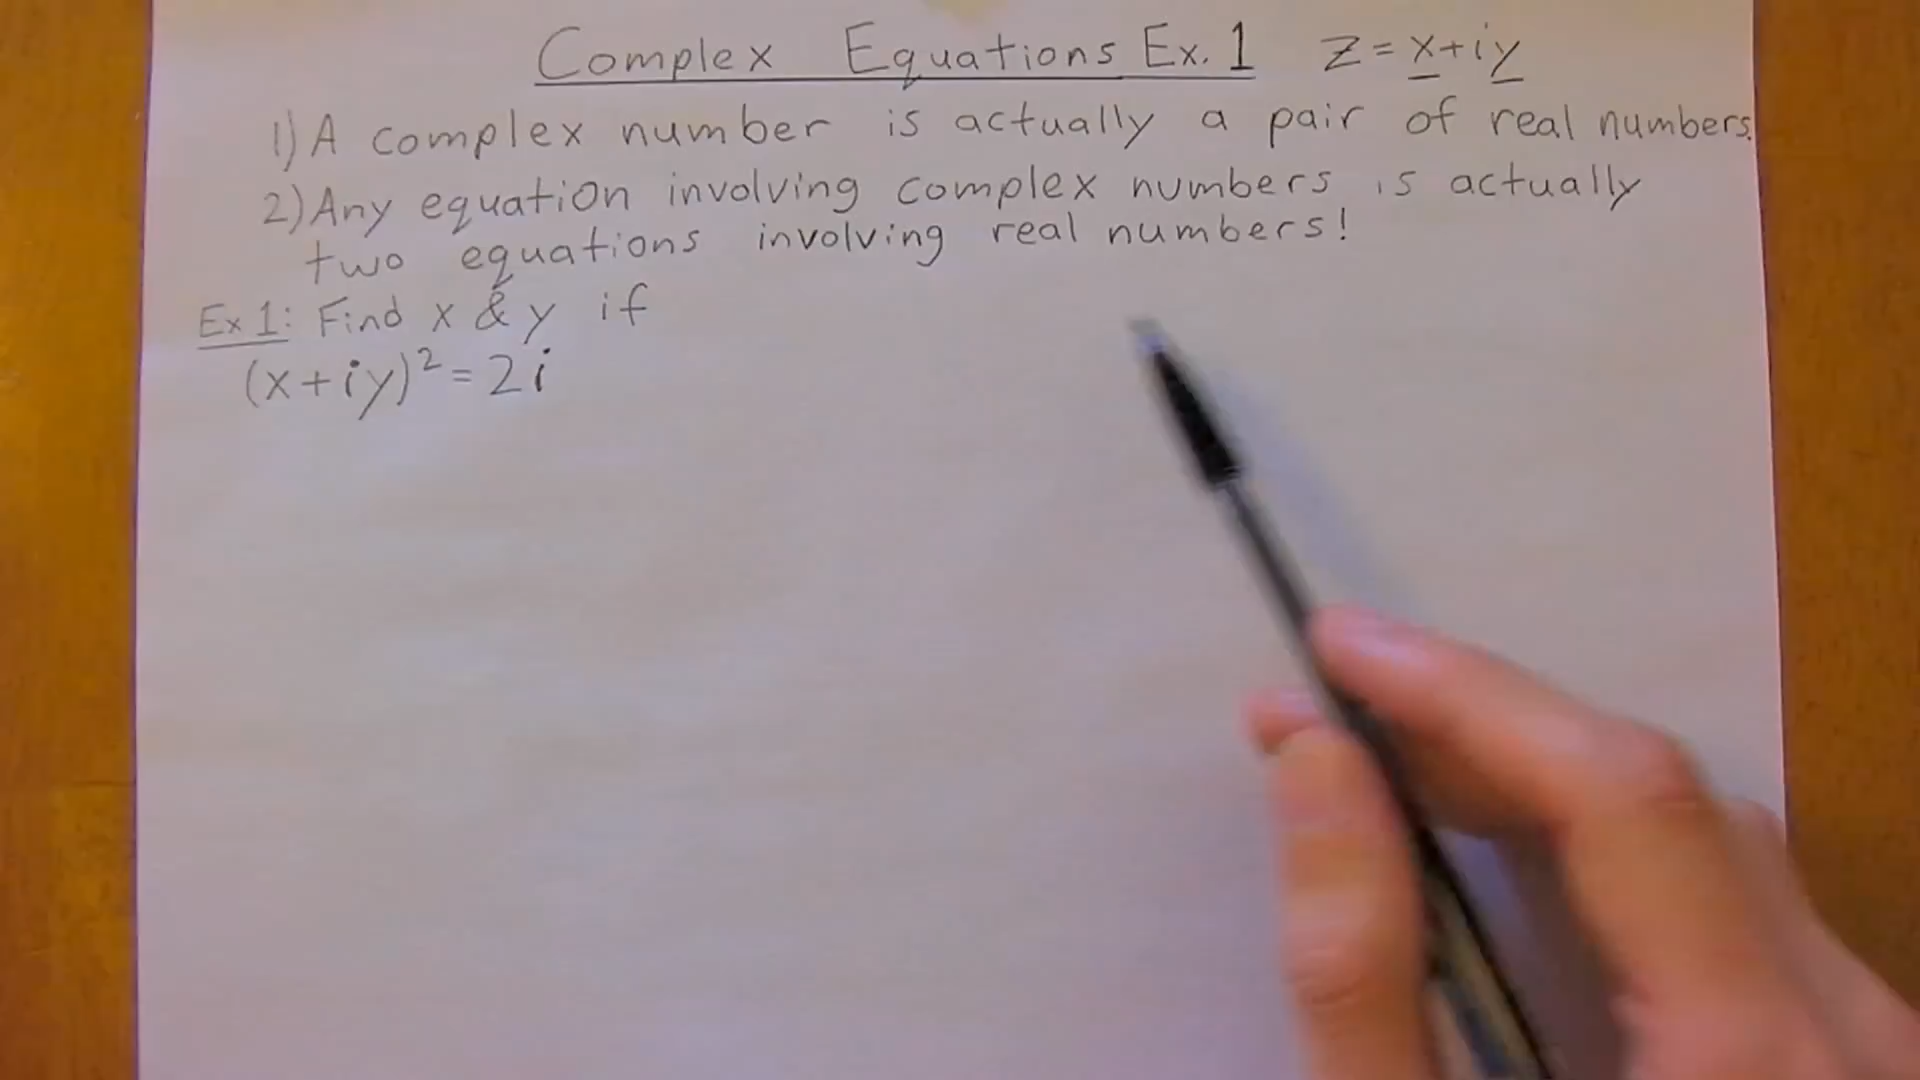 Complex Equations Ex. 1 z = x+iy
1) A complex number is actually a pair of real numbers.
2) Any equation involving complex numbers is actually
two equations involving real numbers!
Ex 1: Find x & y if
(x+iy)² = 2i